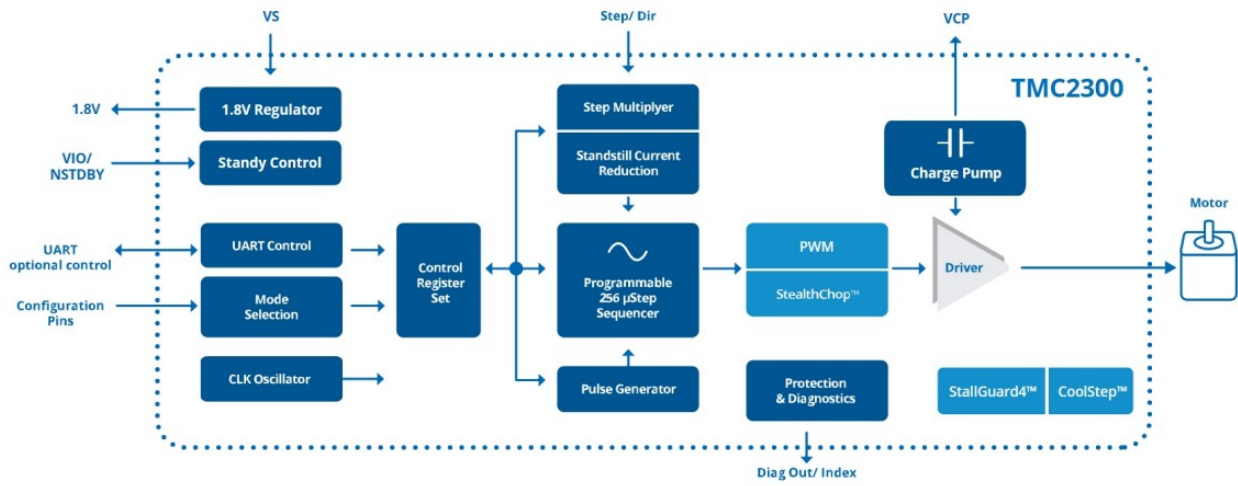 VS
Step/ Dir
VCP
TMC2300
1.8V
1.8V Regulator
Step Multiplyer
VIO/
NSTDBY
Standy Control
Standstill Current
Reduction
Charge Pump
Motor
UART
optional control
UART Control
Control
Register
Set
Programmable
256 µStep
Sequencer
PWM
StealthChop™
Driver
Configuration
Pins
Mode
Selection
CLK Oscillator
Pulse Generator
Protection
& Diagnostics
StallGuard4™
CoolStep™
Diag Out/ Index